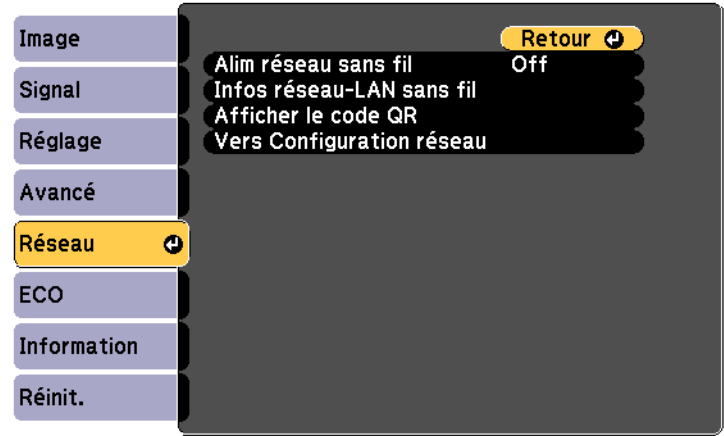 Image
Signal
Réglage
Avancé
Réseau
ECO
Information
Réinit.
Retour
Alim réseau sans fil Off
Infos réseau-LAN sans fil
Afficher le code QR
Vers Configuration réseau